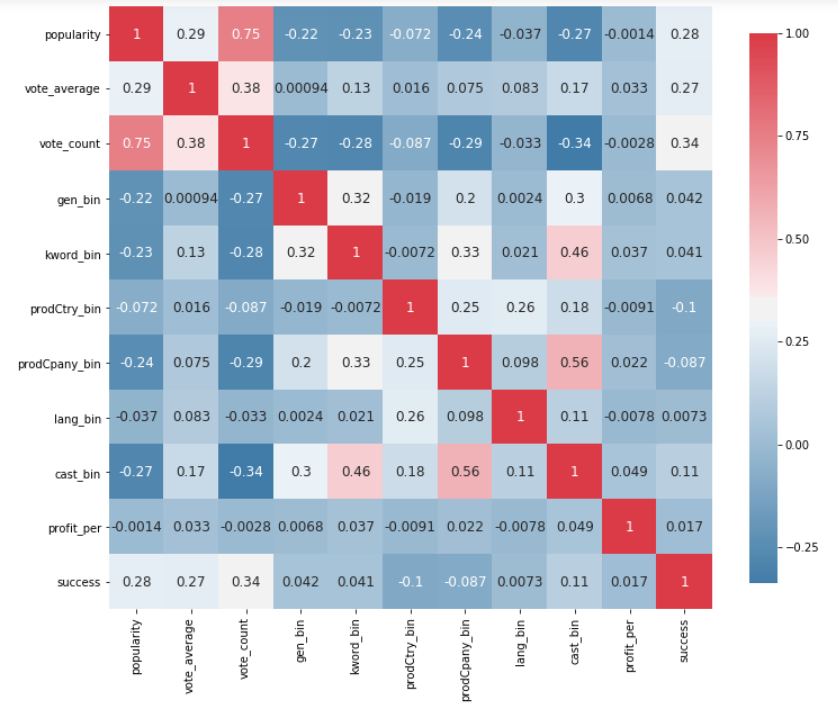 popularity 1 0.29 0.75 -0.22 -0.23 -0.072 -0.24 -0.037 -0.27 -0.0014 0.28
vote_average 0.29 1 0.38 0.00094 0.13 0.016 0.075 0.083 0.17 0.033 0.27
vote_count 0.75 0.38 1 -0.27 -0.28 -0.087 -0.29 -0.033 -0.34 -0.0028 0.34
gen_bin -0.22 0.00094 -0.27 1 0.32 -0.019 0.2 0.0024 0.3 0.0068 0.042
kword_bin -0.23 0.13 -0.28 0.32 1 -0.0072 0.33 0.021 0.46 0.037 0.041
prodCtry_bin -0.072 0.016 -0.087 -0.019 -0.0072 1 0.25 0.26 0.18 -0.0091 -0.1
prodCpany_bin -0.24 0.075 -0.29 0.2 0.33 0.25 1 0.098 0.56 0.022 -0.087
lang_bin -0.037 0.083 -0.033 0.0024 0.021 0.26 0.098 1 0.11 -0.0078 0.0073
cast_bin -0.27 0.17 -0.34 0.3 0.46 0.18 0.56 0.11 1 0.049 0.11
profit_per -0.0014 0.033 -0.0028 0.0068 0.037 -0.0091 0.022 -0.0078 0.049 1 0.017
success 0.28 0.27 0.34 0.042 0.041 -0.1 -0.087 0.0073 0.11 0.017 1
popularity vote_average vote_count gen_bin kword_bin prodCtry_bin prodCpany_bin lang_bin cast_bin profit_per success
1.00
0.75
0.50
0.25
0.00
-0.25